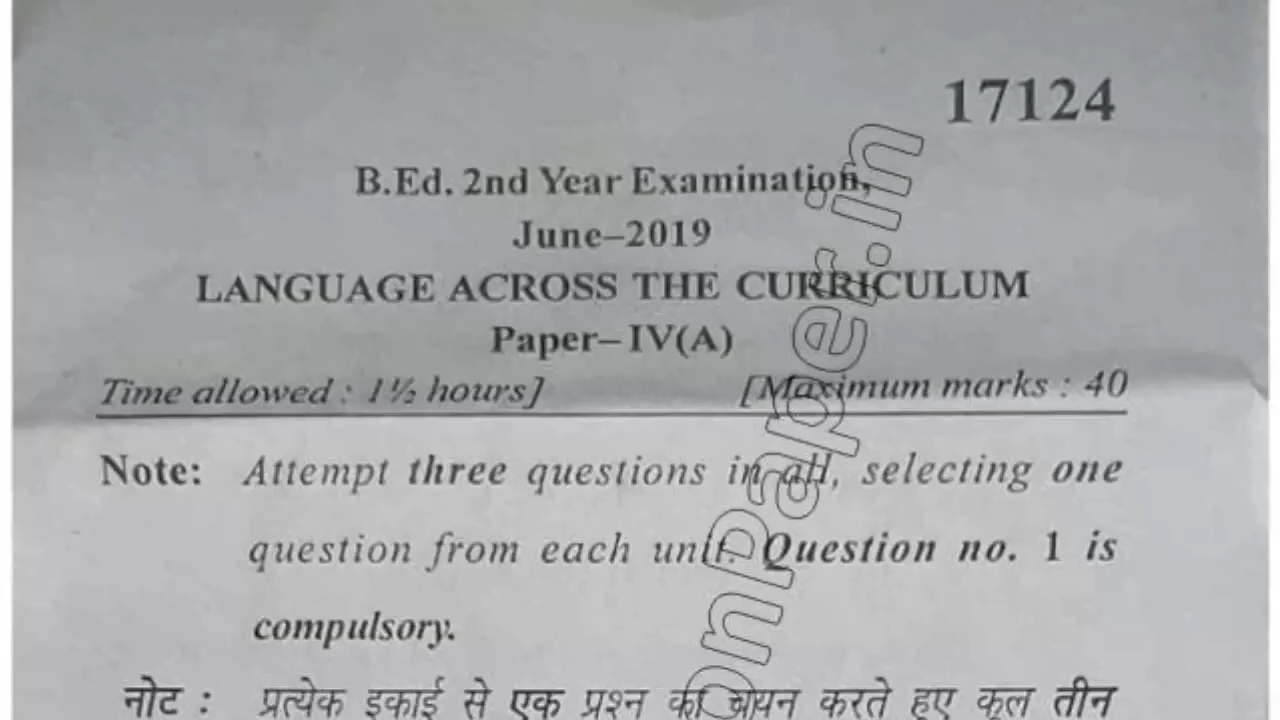 17124
B.Ed. 2nd Year Examination,
June–2019
LANGUAGE ACROSS THE CURRICULUM
Paper–IV(A)
Time allowed : 1½ hours] [Maximum marks : 40
Note: Attempt three questions in all, selecting one
question from each unit. Question no. 1 is
compulsory.
नोट : प्रत्येक इकाई से एक प्रश्न का चयन करते हुए कुल तीन
nPaper.in